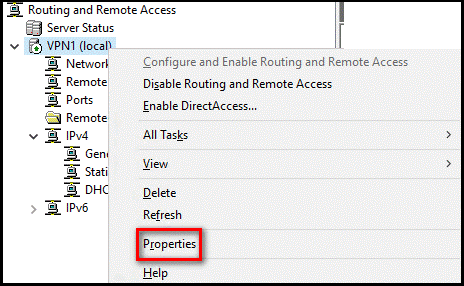 Routing and Remote Access
Server Status
VPN1 (local)
Network
Remote
Ports
Remote
IPv4
Gene
Stati
DHC
IPv6
Configure and Enable Routing and Remote Access
Disable Routing and Remote Access
Enable DirectAccess...
All Tasks
View
Delete
Refresh
Properties
Help